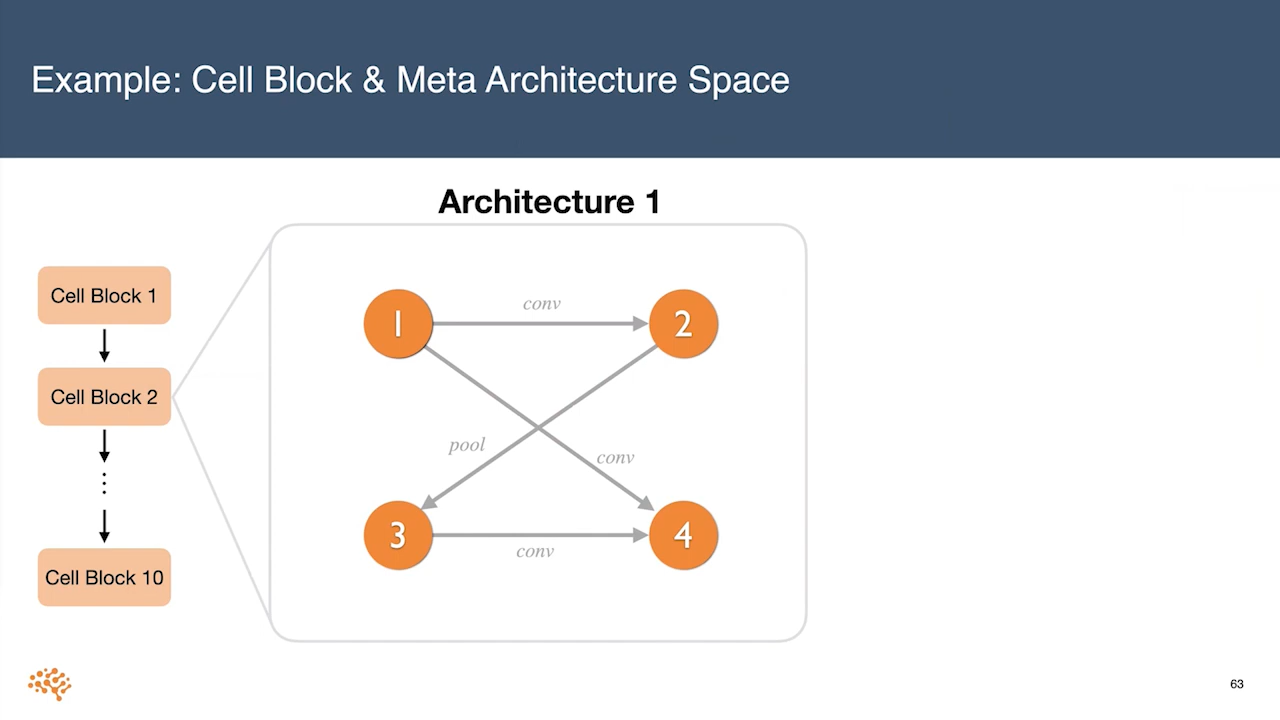 Example: Cell Block & Meta Architecture Space
Architecture 1
Cell Block 1
Cell Block 2
Cell Block 10
1
conv
2
pool
conv
3
conv
4
63